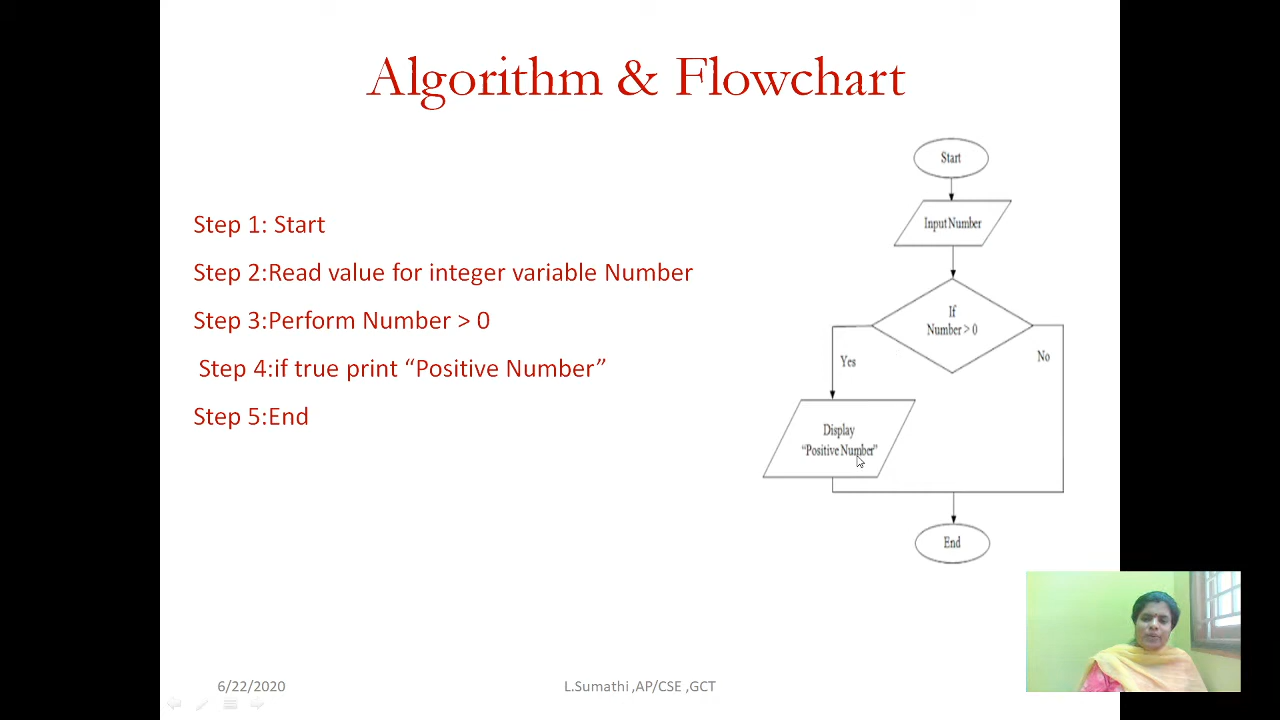 Algorithm & Flowchart
Step 1: Start
Step 2:Read value for integer variable Number
Step 3:Perform Number > 0
Step 4:if true print “Positive Number”
Step 5:End
Start
Input Number
If
Number > 0
Yes
No
Display
“Positive Number”
End
6/22/2020
L.Sumathi ,AP/CSE ,GCT